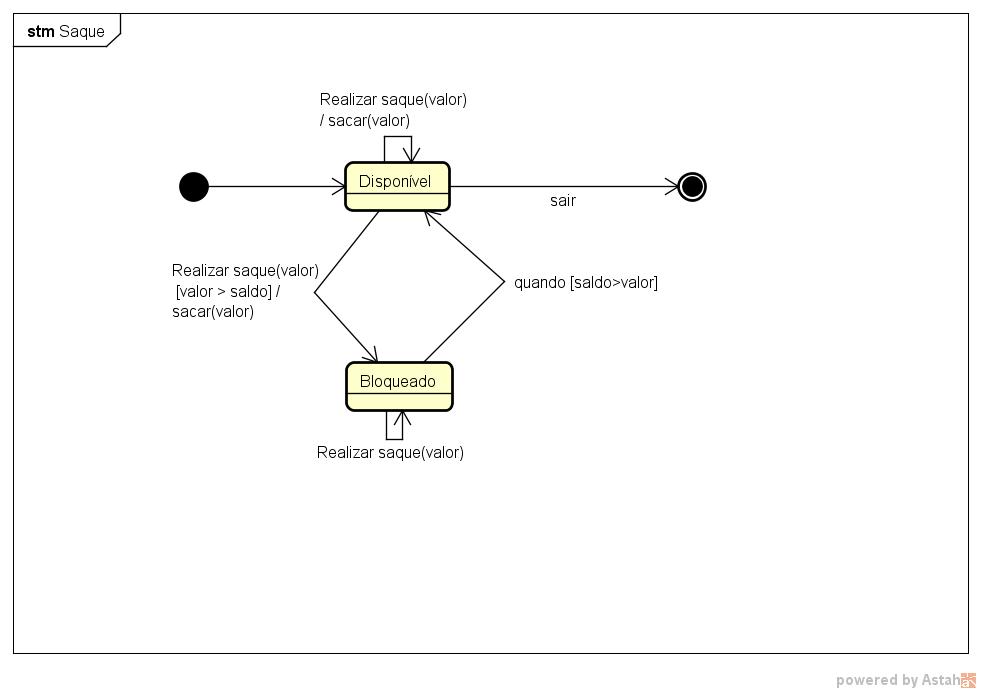 stm Saque
Realizar saque(valor)
/ sacar(valor)
Disponível
sair
Realizar saque(valor)
[valor > saldo] /
sacar(valor)
quando [saldo>valor]
Bloqueado
Realizar saque(valor)
powered by Astah